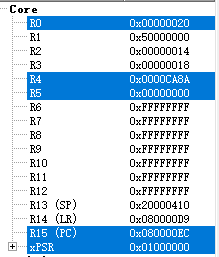 Core
R0 0x00000020
R1 0x50000000
R2 0x00000014
R3 0x00000018
R4 0x0000CA8A
R5 0x00000000
R6 0xFFFFFFFF
R7 0xFFFFFFFF
R8 0xFFFFFFFF
R9 0xFFFFFFFF
R10 0xFFFFFFFF
R11 0xFFFFFFFF
R12 0xFFFFFFFF
R13 (SP) 0x20000410
R14 (LR) 0x080000D9
R15 (PC) 0x080000EC
xPSR 0x01000000